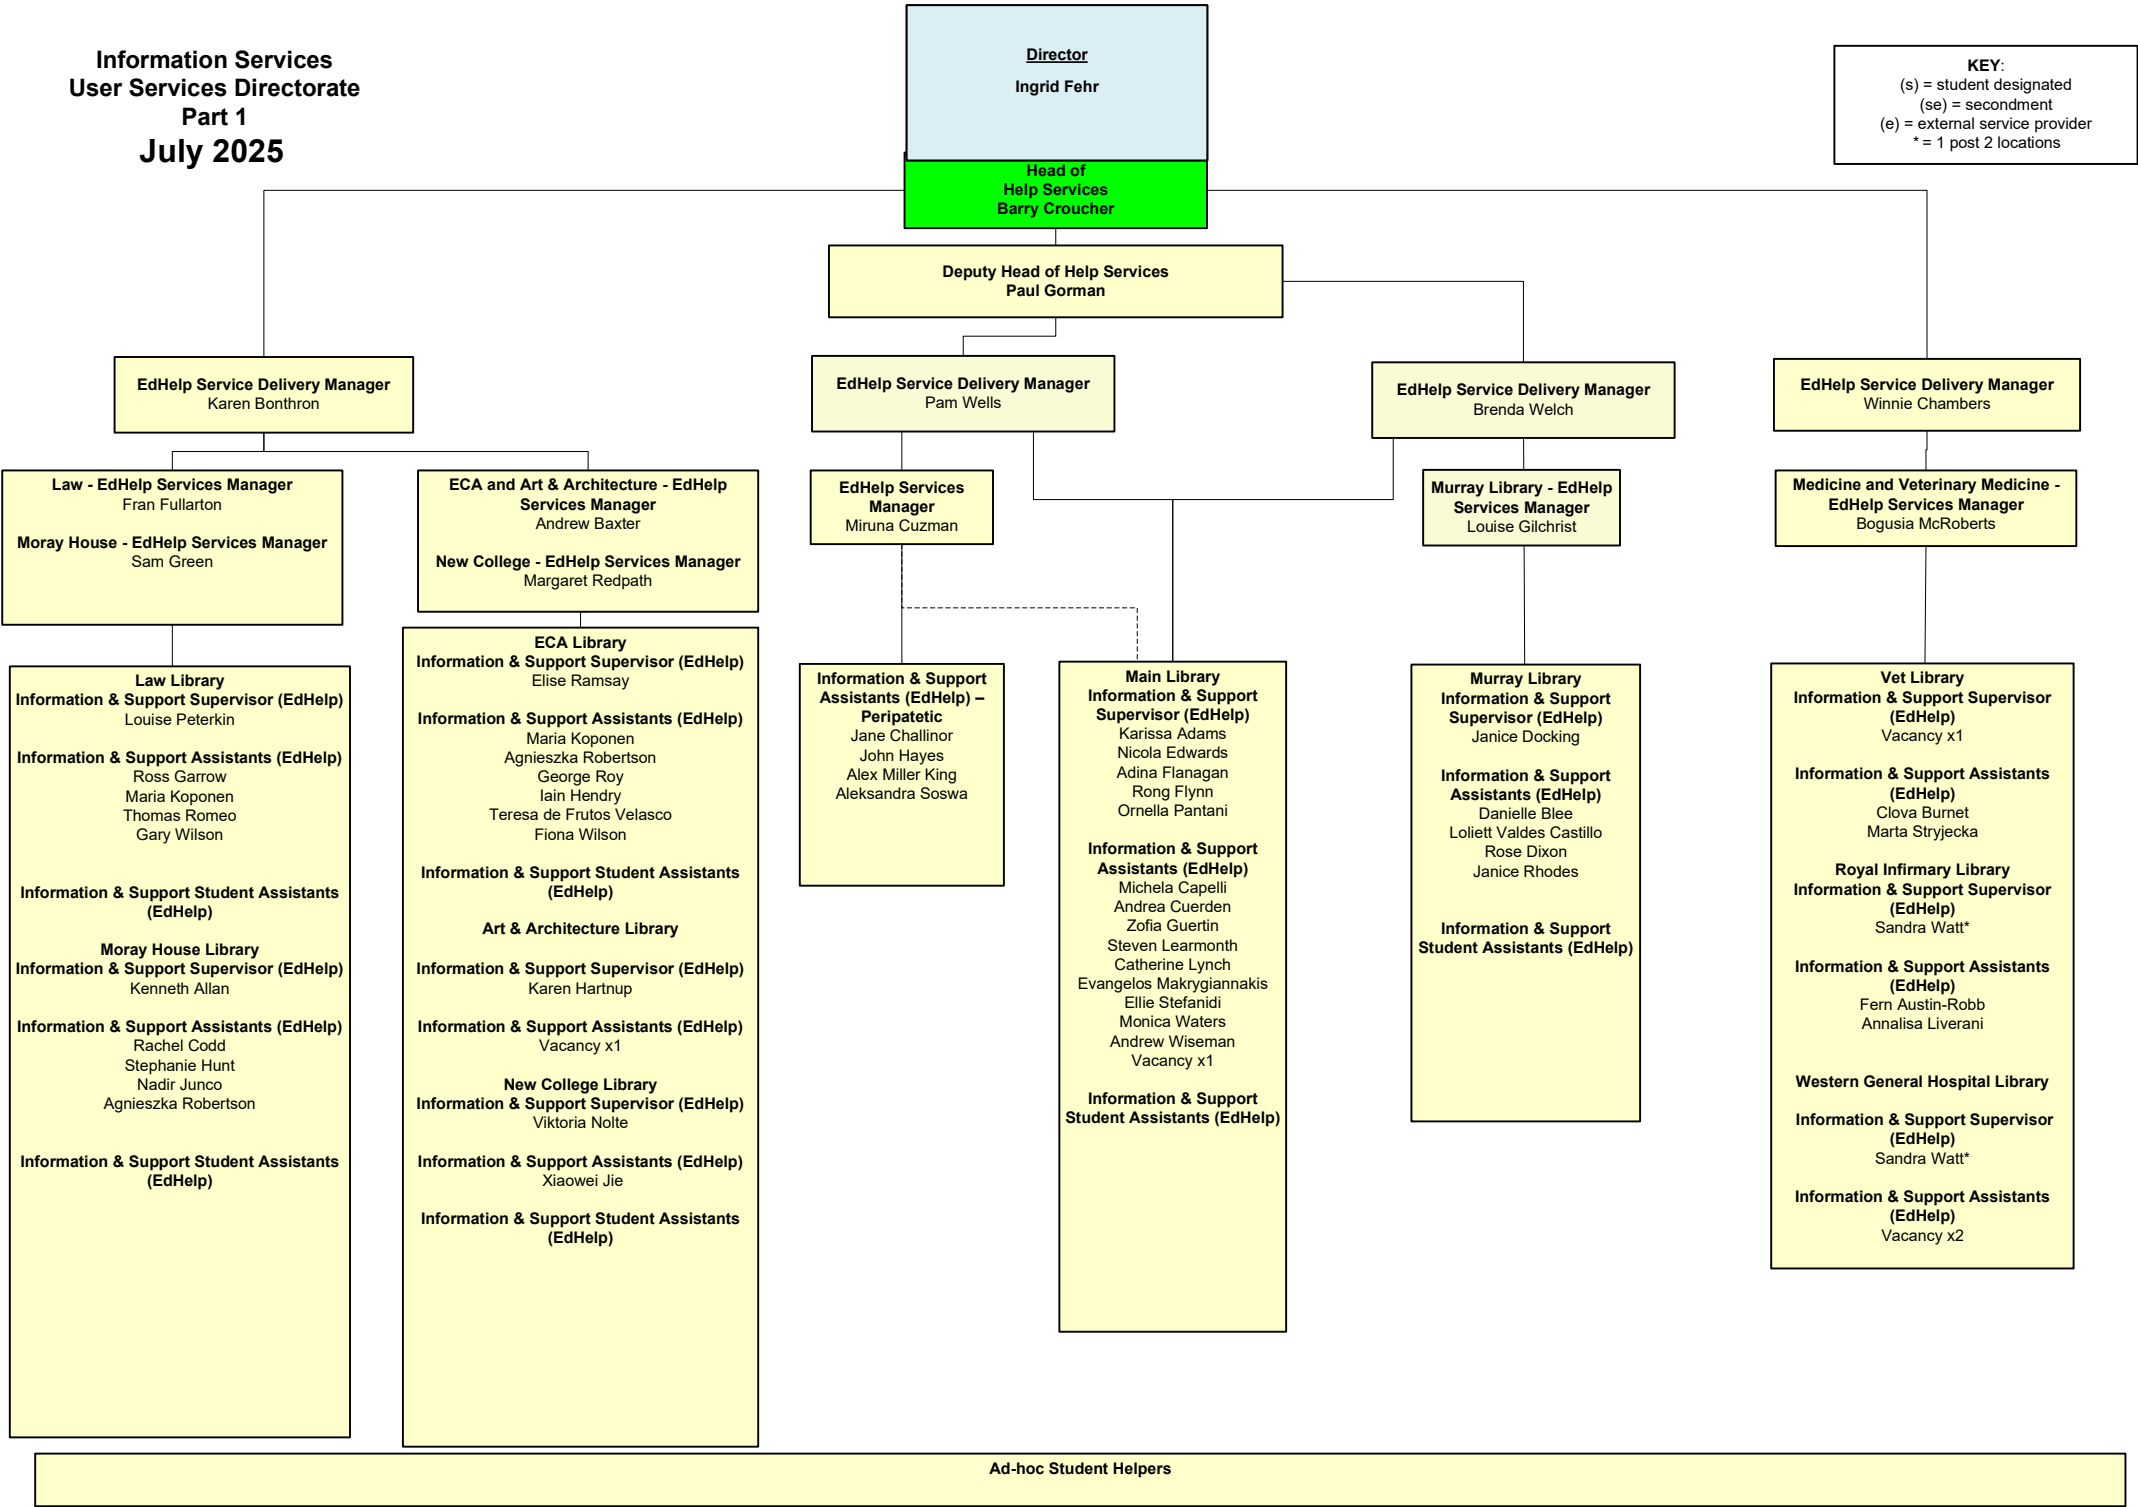 Information Services
User Services Directorate
Part 1
July 2025
Director
Ingrid Fehr
KEY:
(s) = student designated
(se) = secondment
(e) = external service provider
* = 1 post 2 locations
Head of
Help Services
Barry Croucher
Deputy Head of Help Services
Paul Gorman
EdHelp Service Delivery Manager
Karen Bonthron
EdHelp Service Delivery Manager
Pam Wells
EdHelp Service Delivery Manager
Brenda Welch
EdHelp Service Delivery Manager
Winnie Chambers
Law - EdHelp Services Manager
Fran Fullarton
Moray House - EdHelp Services Manager
Sam Green
ECA and Art & Architecture - EdHelp
Services Manager
Andrew Baxter
New College - EdHelp Services Manager
Margaret Redpath
EdHelp Services
Manager
Miruna Cuzman
Murray Library - EdHelp
Services Manager
Louise Gilchrist
Medicine and Veterinary Medicine -
EdHelp Services Manager
Bogusia McRoberts
Law Library
Information & Support Supervisor (EdHelp)
Louise Peterkin
Information & Support Assistants (EdHelp)
Ross Garrow
Maria Koponen
Thomas Romeo
Gary Wilson
Information & Support Student Assistants
(EdHelp)
Moray House Library
Information & Support Supervisor (EdHelp)
Kenneth Allan
Information & Support Assistants (EdHelp)
Rachel Codd
Stephanie Hunt
Nadir Junco
Agnieszka Robertson
Information & Support Student Assistants
(EdHelp)
ECA Library
Information & Support Supervisor (EdHelp)
Elise Ramsay
Information & Support Assistants (EdHelp)
Maria Koponen
Agnieszka Robertson
George Roy
Iain Hendry
Teresa de Frutos Velasco
Fiona Wilson
Information & Support Student Assistants
(EdHelp)
Art & Architecture Library
Information & Support Supervisor (EdHelp)
Karen Hartnup
Information & Support Assistants (EdHelp)
Vacancy x1
New College Library
Information & Support Supervisor (EdHelp)
Viktoria Nolte
Information & Support Assistants (EdHelp)
Xiaowei Jie
Information & Support Student Assistants
(EdHelp)
Information & Support
Assistants (EdHelp) –
Peripatetic
Jane Challinor
John Hayes
Alex Miller King
Aleksandra Soswa
Main Library
Information & Support
Supervisor (EdHelp)
Karissa Adams
Nicola Edwards
Adina Flanagan
Rong Flynn
Ornella Pantani
Information & Support
Assistants (EdHelp)
Michela Capelli
Andrea Cuerden
Zofia Guertin
Steven Learmonth
Catherine Lynch
Evangelos Makrygiannakis
Ellie Stefanidi
Monica Waters
Andrew Wiseman
Vacancy x1
Information & Support
Student Assistants (EdHelp)
Murray Library
Information & Support
Supervisor (EdHelp)
Janice Docking
Information & Support
Assistants (EdHelp)
Danielle Blee
Loliett Valdes Castillo
Rose Dixon
Janice Rhodes
Information & Support
Student Assistants (EdHelp)
Vet Library
Information & Support Supervisor
(EdHelp)
Vacancy x1
Information & Support Assistants
(EdHelp)
Clova Burnet
Marta Stryjecka
Royal Infirmary Library
Information & Support Supervisor
(EdHelp)
Sandra Watt*
Information & Support Assistants
(EdHelp)
Fern Austin-Robb
Annalisa Liverani
Western General Hospital Library
Information & Support Supervisor
(EdHelp)
Sandra Watt*
Information & Support Assistants
(EdHelp)
Vacancy x2
Ad-hoc Student Helpers